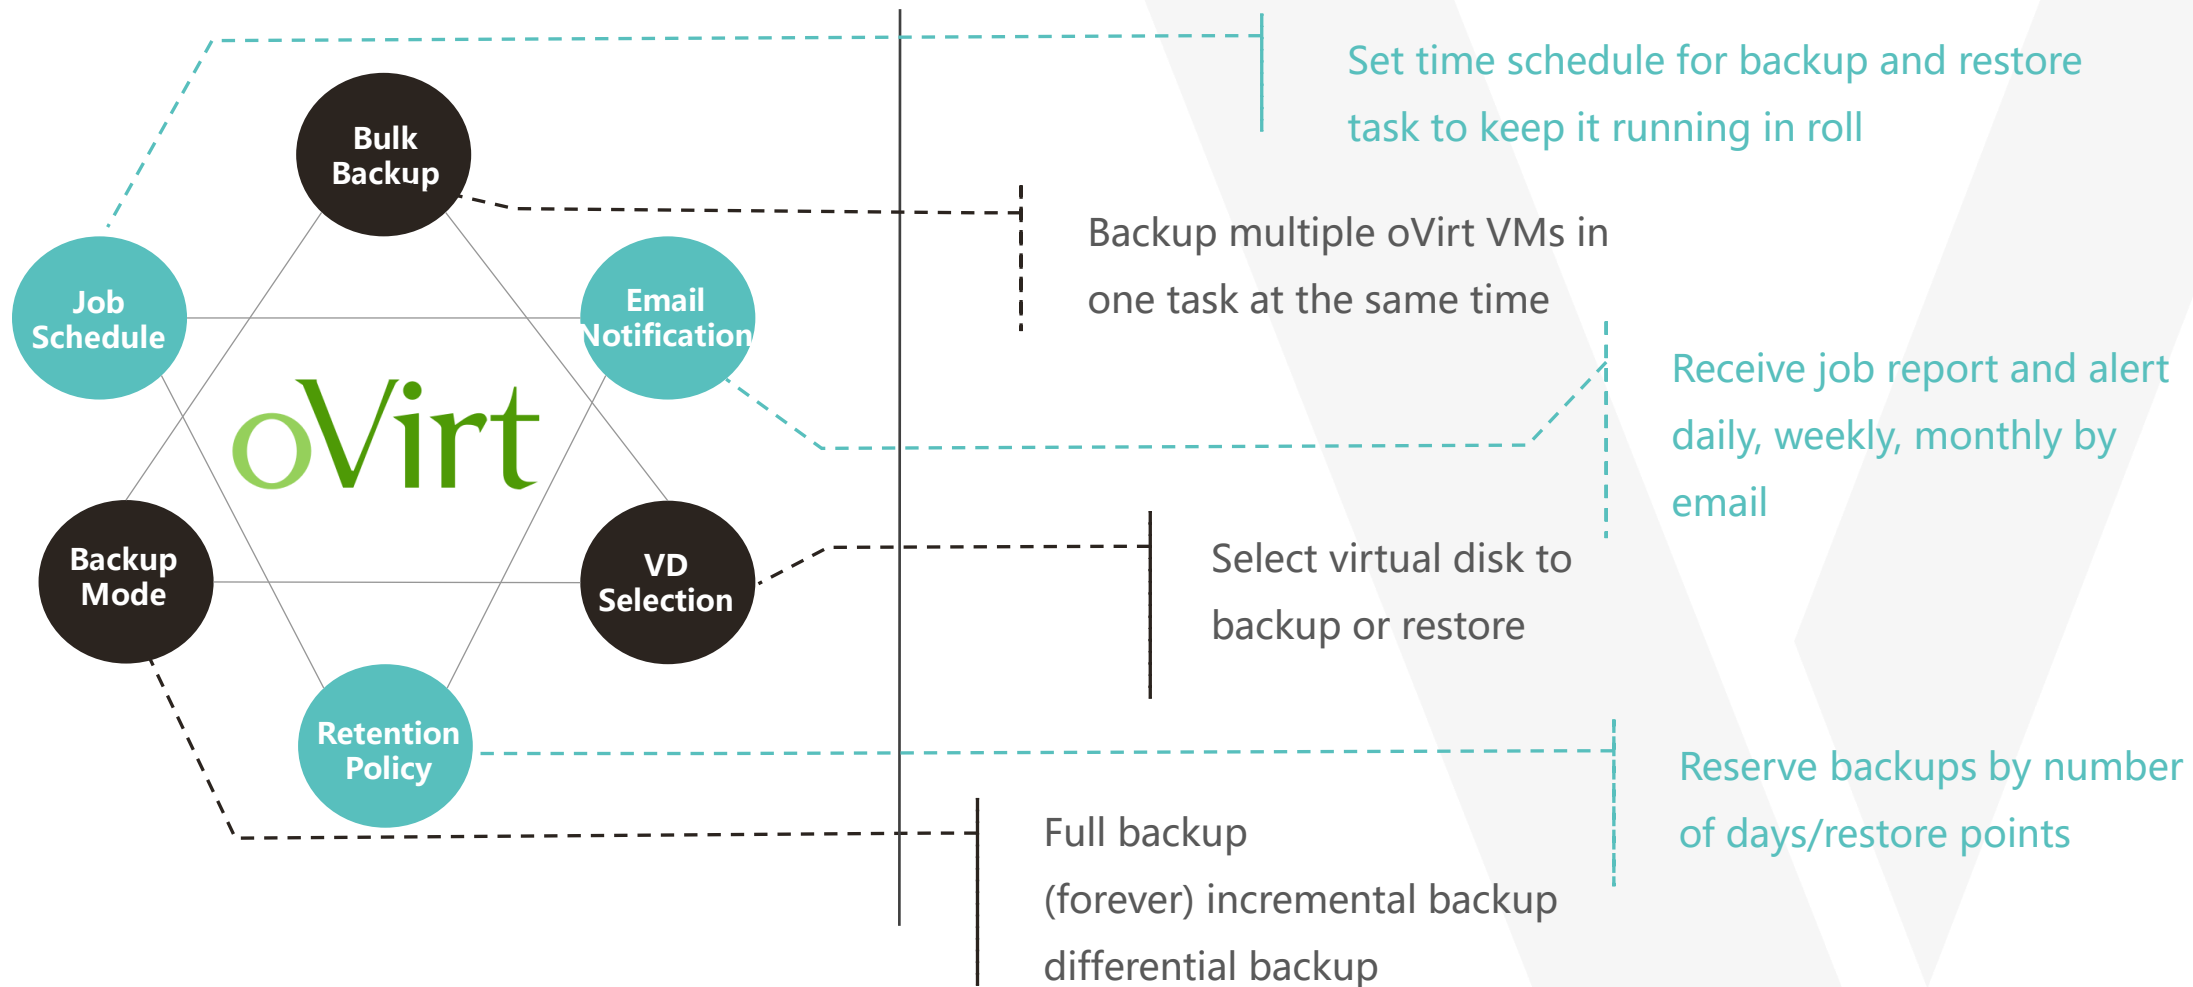 Bulk
Backup
Job
Schedule
Email
Notification
oVirt
Backup
Mode
VD
Selection
Retention
Policy
Set time schedule for backup and restore
task to keep it running in roll
Backup multiple oVirt VMs in
one task at the same time
Receive job report and alert
daily, weekly, monthly by
email
Select virtual disk to
backup or restore
Reserve backups by number
of days/restore points
Full backup
(forever) incremental backup
differential backup